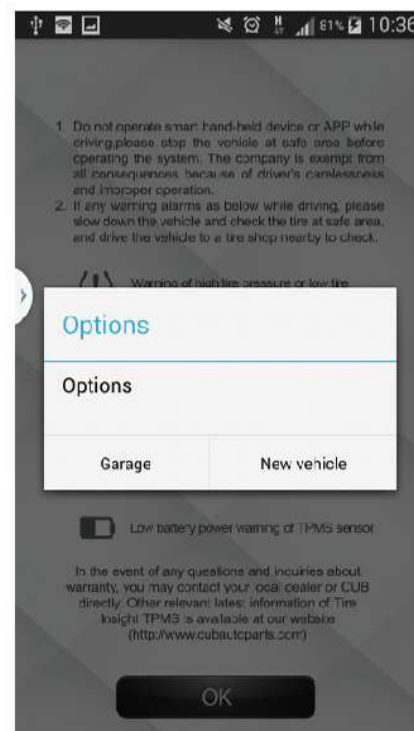 81% 10:36
1. Do not operate smart hand-held device or APP while
driving,please stop the vehicle at safe area before
operating the system. The company is exempt from
all consequences because of driver's carelessness
and improper operation.
2. If any warning alarms as below while driving, please
slow down the vehicle and check the tire at safe area,
and drive the vehicle to a tire shop nearby to check.
Warning of high tire pressure or low tire
Options
Options
Garage New vehicle
Low battery power warning of TPMS sensor
In the event of any questions and inquiries about
warranty, you may contact your local dealer or CUB
directly. Other relevant latest information of Tire
Insight TPMS is available at our website
(http://www.cubautoparts.com)
OK